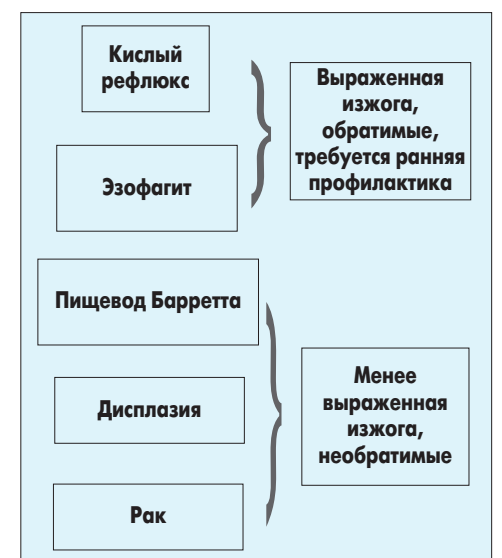 Кислый
рефлюкс
Эзофагит
Выраженная
изжога,
обратимые,
требуется ранняя
профилактика
Пищевод Барретта
Дисплазия
Рак
Менее
выраженная
изжога,
необратимые